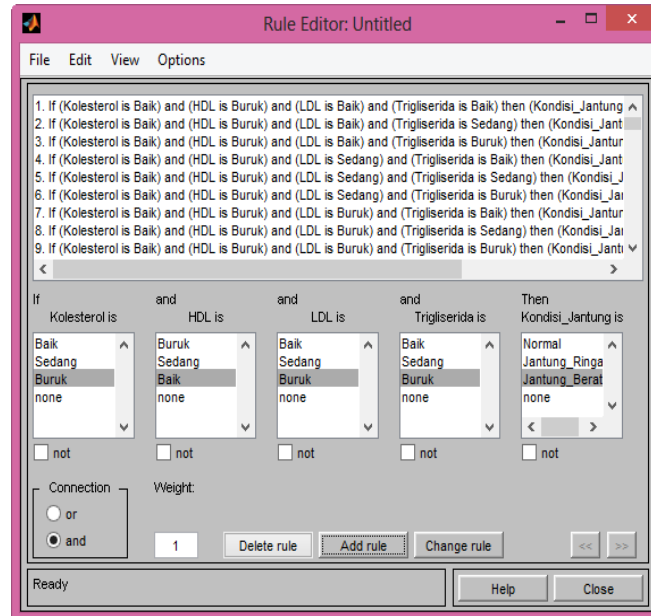 Rule Editor: Untitled
File Edit View Options
1. If (Kolesterol is Baik) and (HDL is Buruk) and (LDL is Baik) and (Trigliserida is Baik) then (Kondisi_Jantung
2. If (Kolesterol is Baik) and (HDL is Buruk) and (LDL is Baik) and (Trigliserida is Sedang) then (Kondisi_Jant
3. If (Kolesterol is Baik) and (HDL is Buruk) and (LDL is Baik) and (Trigliserida is Buruk) then (Kondisi_Jantur
4. If (Kolesterol is Baik) and (HDL is Buruk) and (LDL is Sedang) and (Trigliserida is Baik) then (Kondisi_Jant
5. If (Kolesterol is Baik) and (HDL is Buruk) and (LDL is Sedang) and (Trigliserida is Sedang) then (Kondisi_J
6. If (Kolesterol is Baik) and (HDL is Buruk) and (LDL is Sedang) and (Trigliserida is Buruk) then (Kondisi_Jar
7. If (Kolesterol is Baik) and (HDL is Buruk) and (LDL is Buruk) and (Trigliserida is Baik) then (Kondisi_Jantur
8. If (Kolesterol is Baik) and (HDL is Buruk) and (LDL is Buruk) and (Trigliserida is Sedang) then (Kondisi_Jar
9. If (Kolesterol is Baik) and (HDL is Buruk) and (LDL is Buruk) and (Trigliserida is Buruk) then (Kondisi_Jant
If and and and Then
Kolesterol is HDL is LDL is Trigliserida is Kondisi_Jantung is
Baik Buruk Baik Baik Normal
Sedang Sedang Sedang Sedang Jantung_Ringa
Buruk Baik Buruk Buruk Jantung_Berat
none none none none none
not not not not not
Connection Weight:
or
and 1 Delete rule Add rule Change rule << >>
Ready Help Close